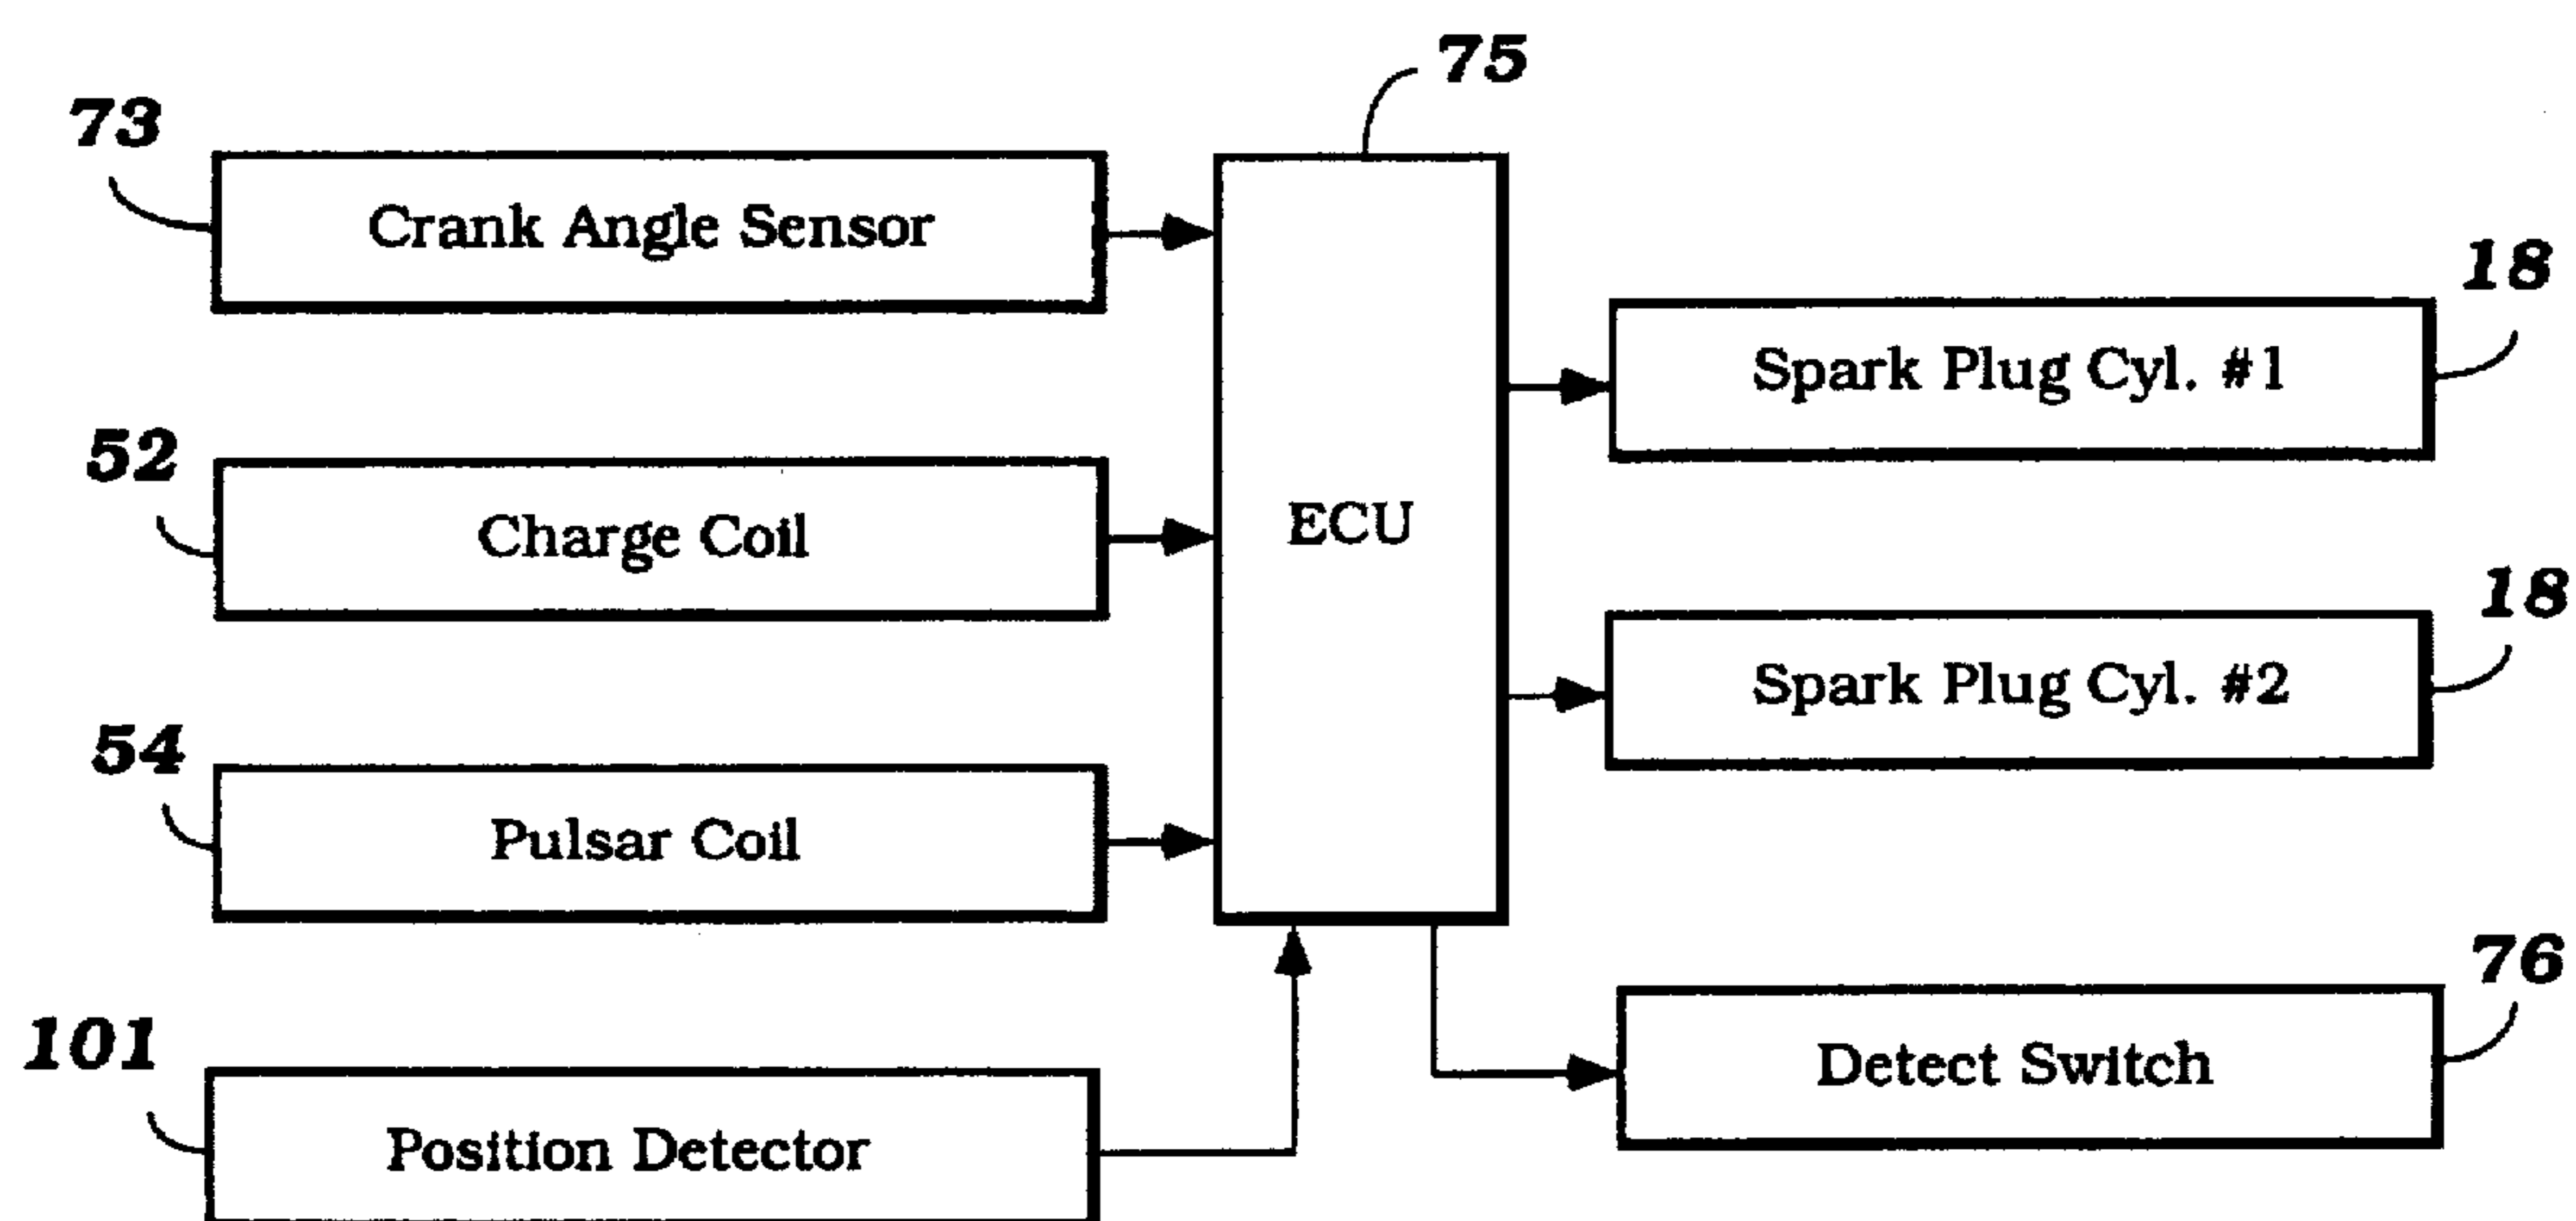 75
73
Crank Angle Sensor
18
Spark Plug Cyl. #1
52
Charge Coil
ECU
18
Spark Plug Cyl. #2
54
Pulsar Coil
76
Detect Switch
101
Position Detector